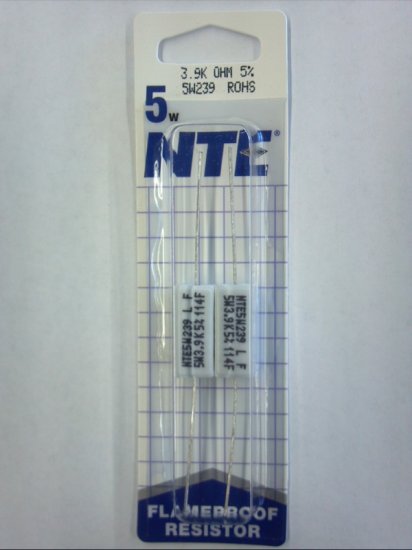 3.9K OHM 5%
5W239 ROHS
5W
NTE®
NTE5W239 L F
5W3.9K5% 114F
NTE5W239 L F
5W3.9K5% 114F
FLAMEPROOF
RESISTOR